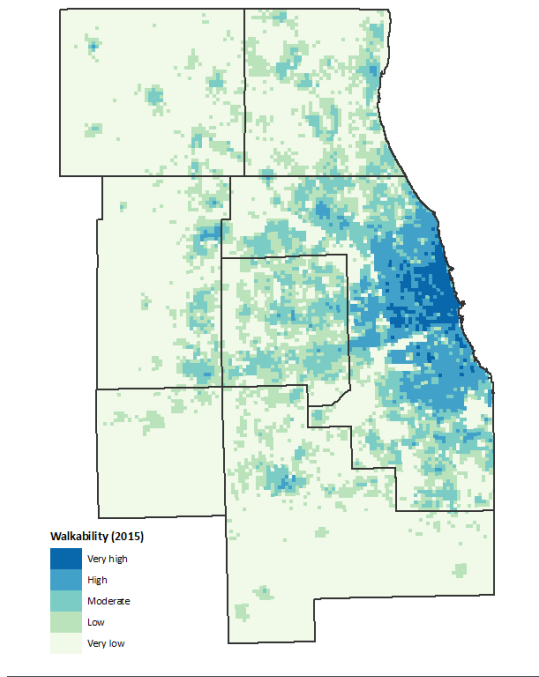 Walkability (2015)
Very high
High
Moderate
Low
Very low